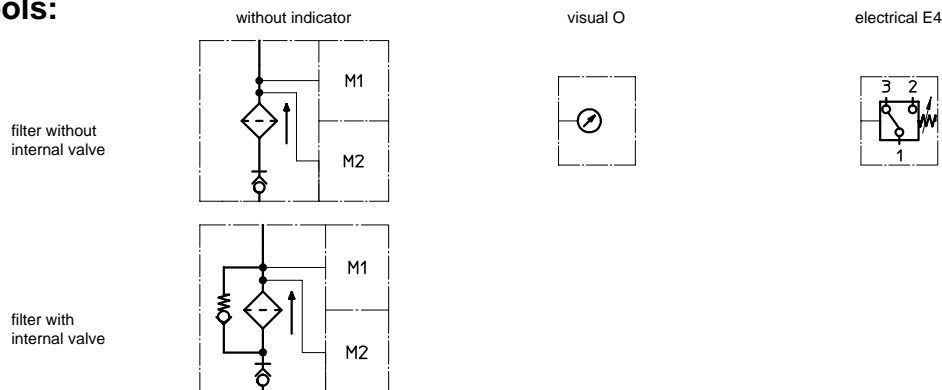 without indicator
visual O
electrical E4
M1
3 2
filter without
internal valve
1
M2
M1
filter with
internal valve
M2